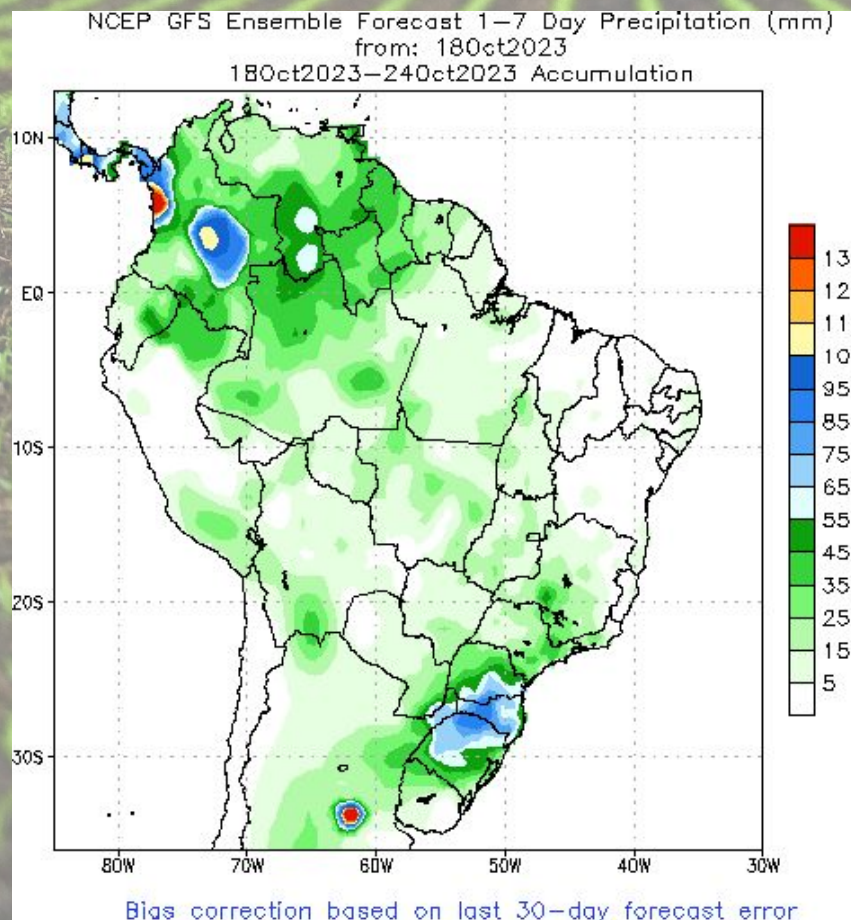 NCEP GFS Ensemble Forecast 1–7 Day Precipitation (mm)
from: 18Oct2023
18Oct2023–24Oct2023 Accumulation
10N
EQ
10S
20S
30S
80W
70W
60W
50W
40W
30W
13
12
11
10
95
85
75
65
55
45
35
25
15
5
Bias correction based on last 30–day forecast error